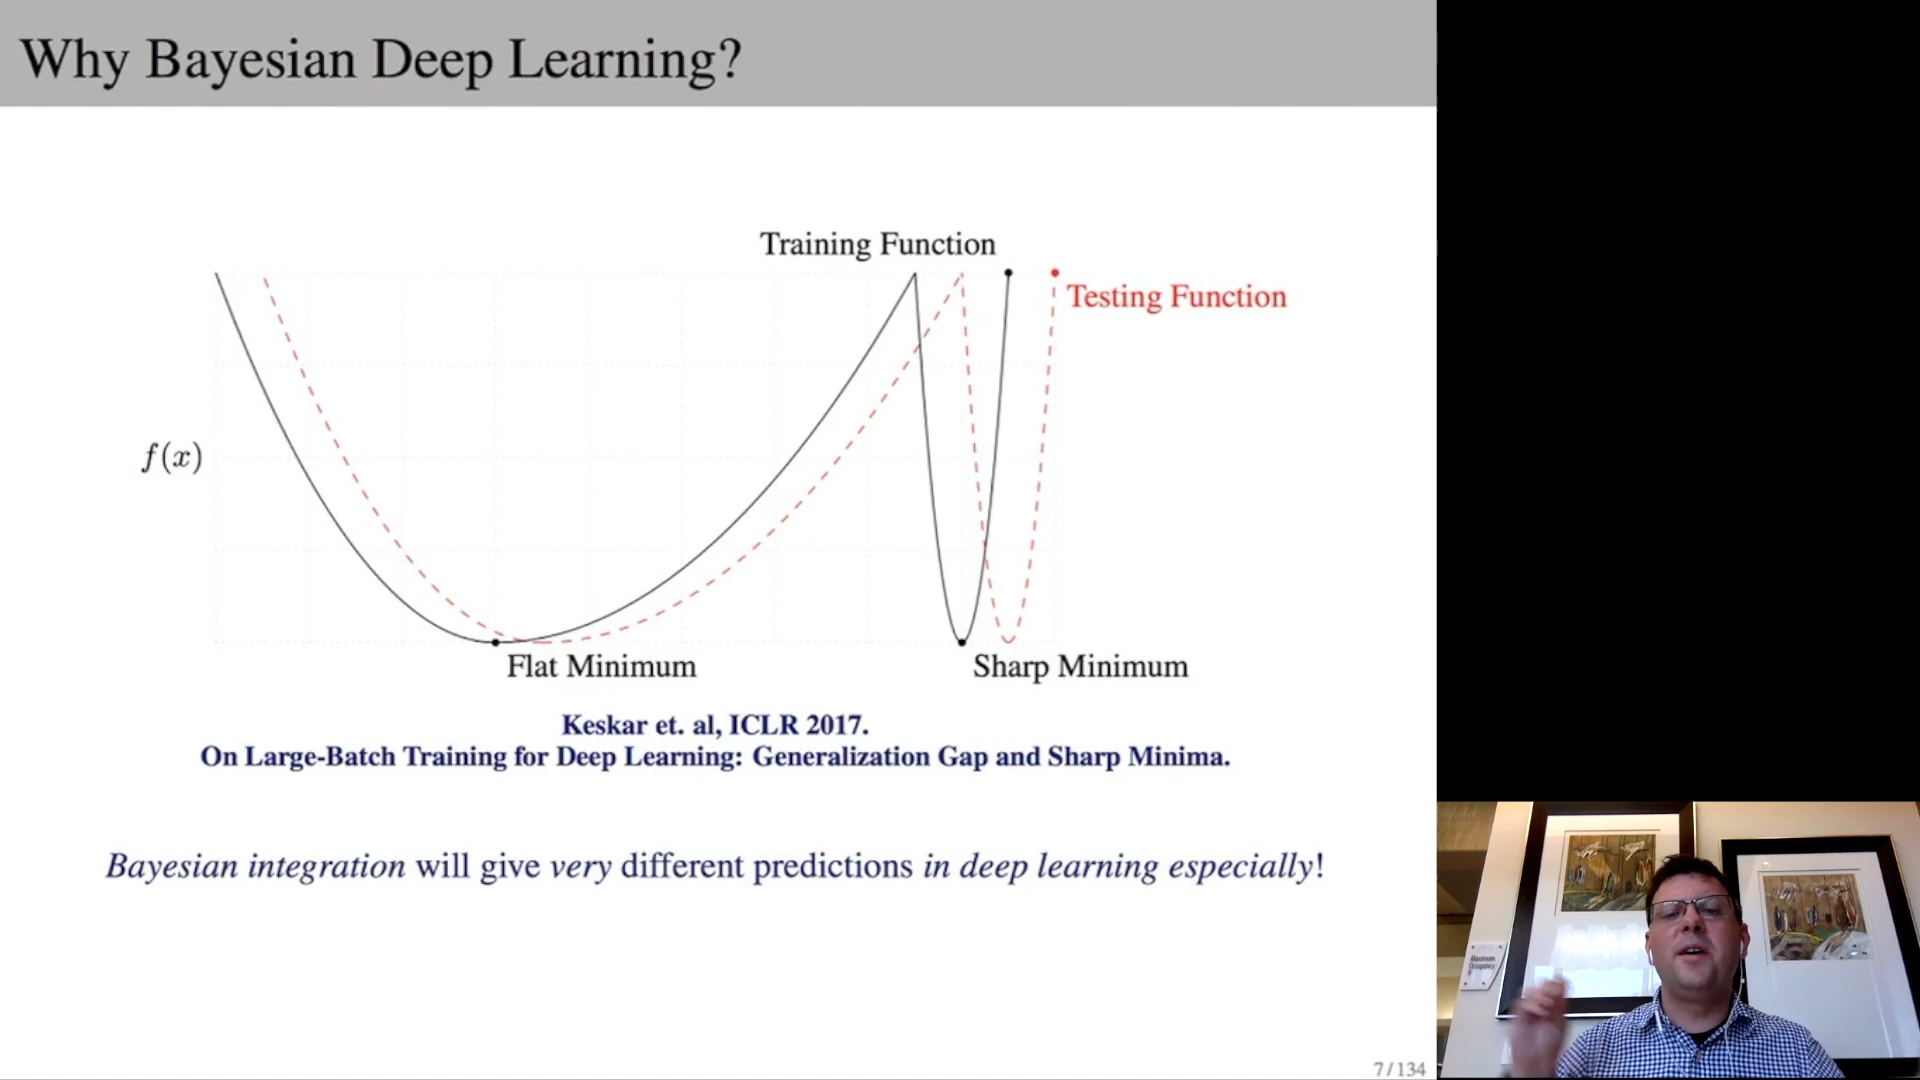 Why Bayesian Deep Learning?
Training Function
Testing Function
f(x)
Flat Minimum
Sharp Minimum
Keskar et. al, ICLR 2017.
On Large-Batch Training for Deep Learning: Generalization Gap and Sharp Minima.
Bayesian integration will give very different predictions in deep learning especially!
Maximum
Occupancy
7/134